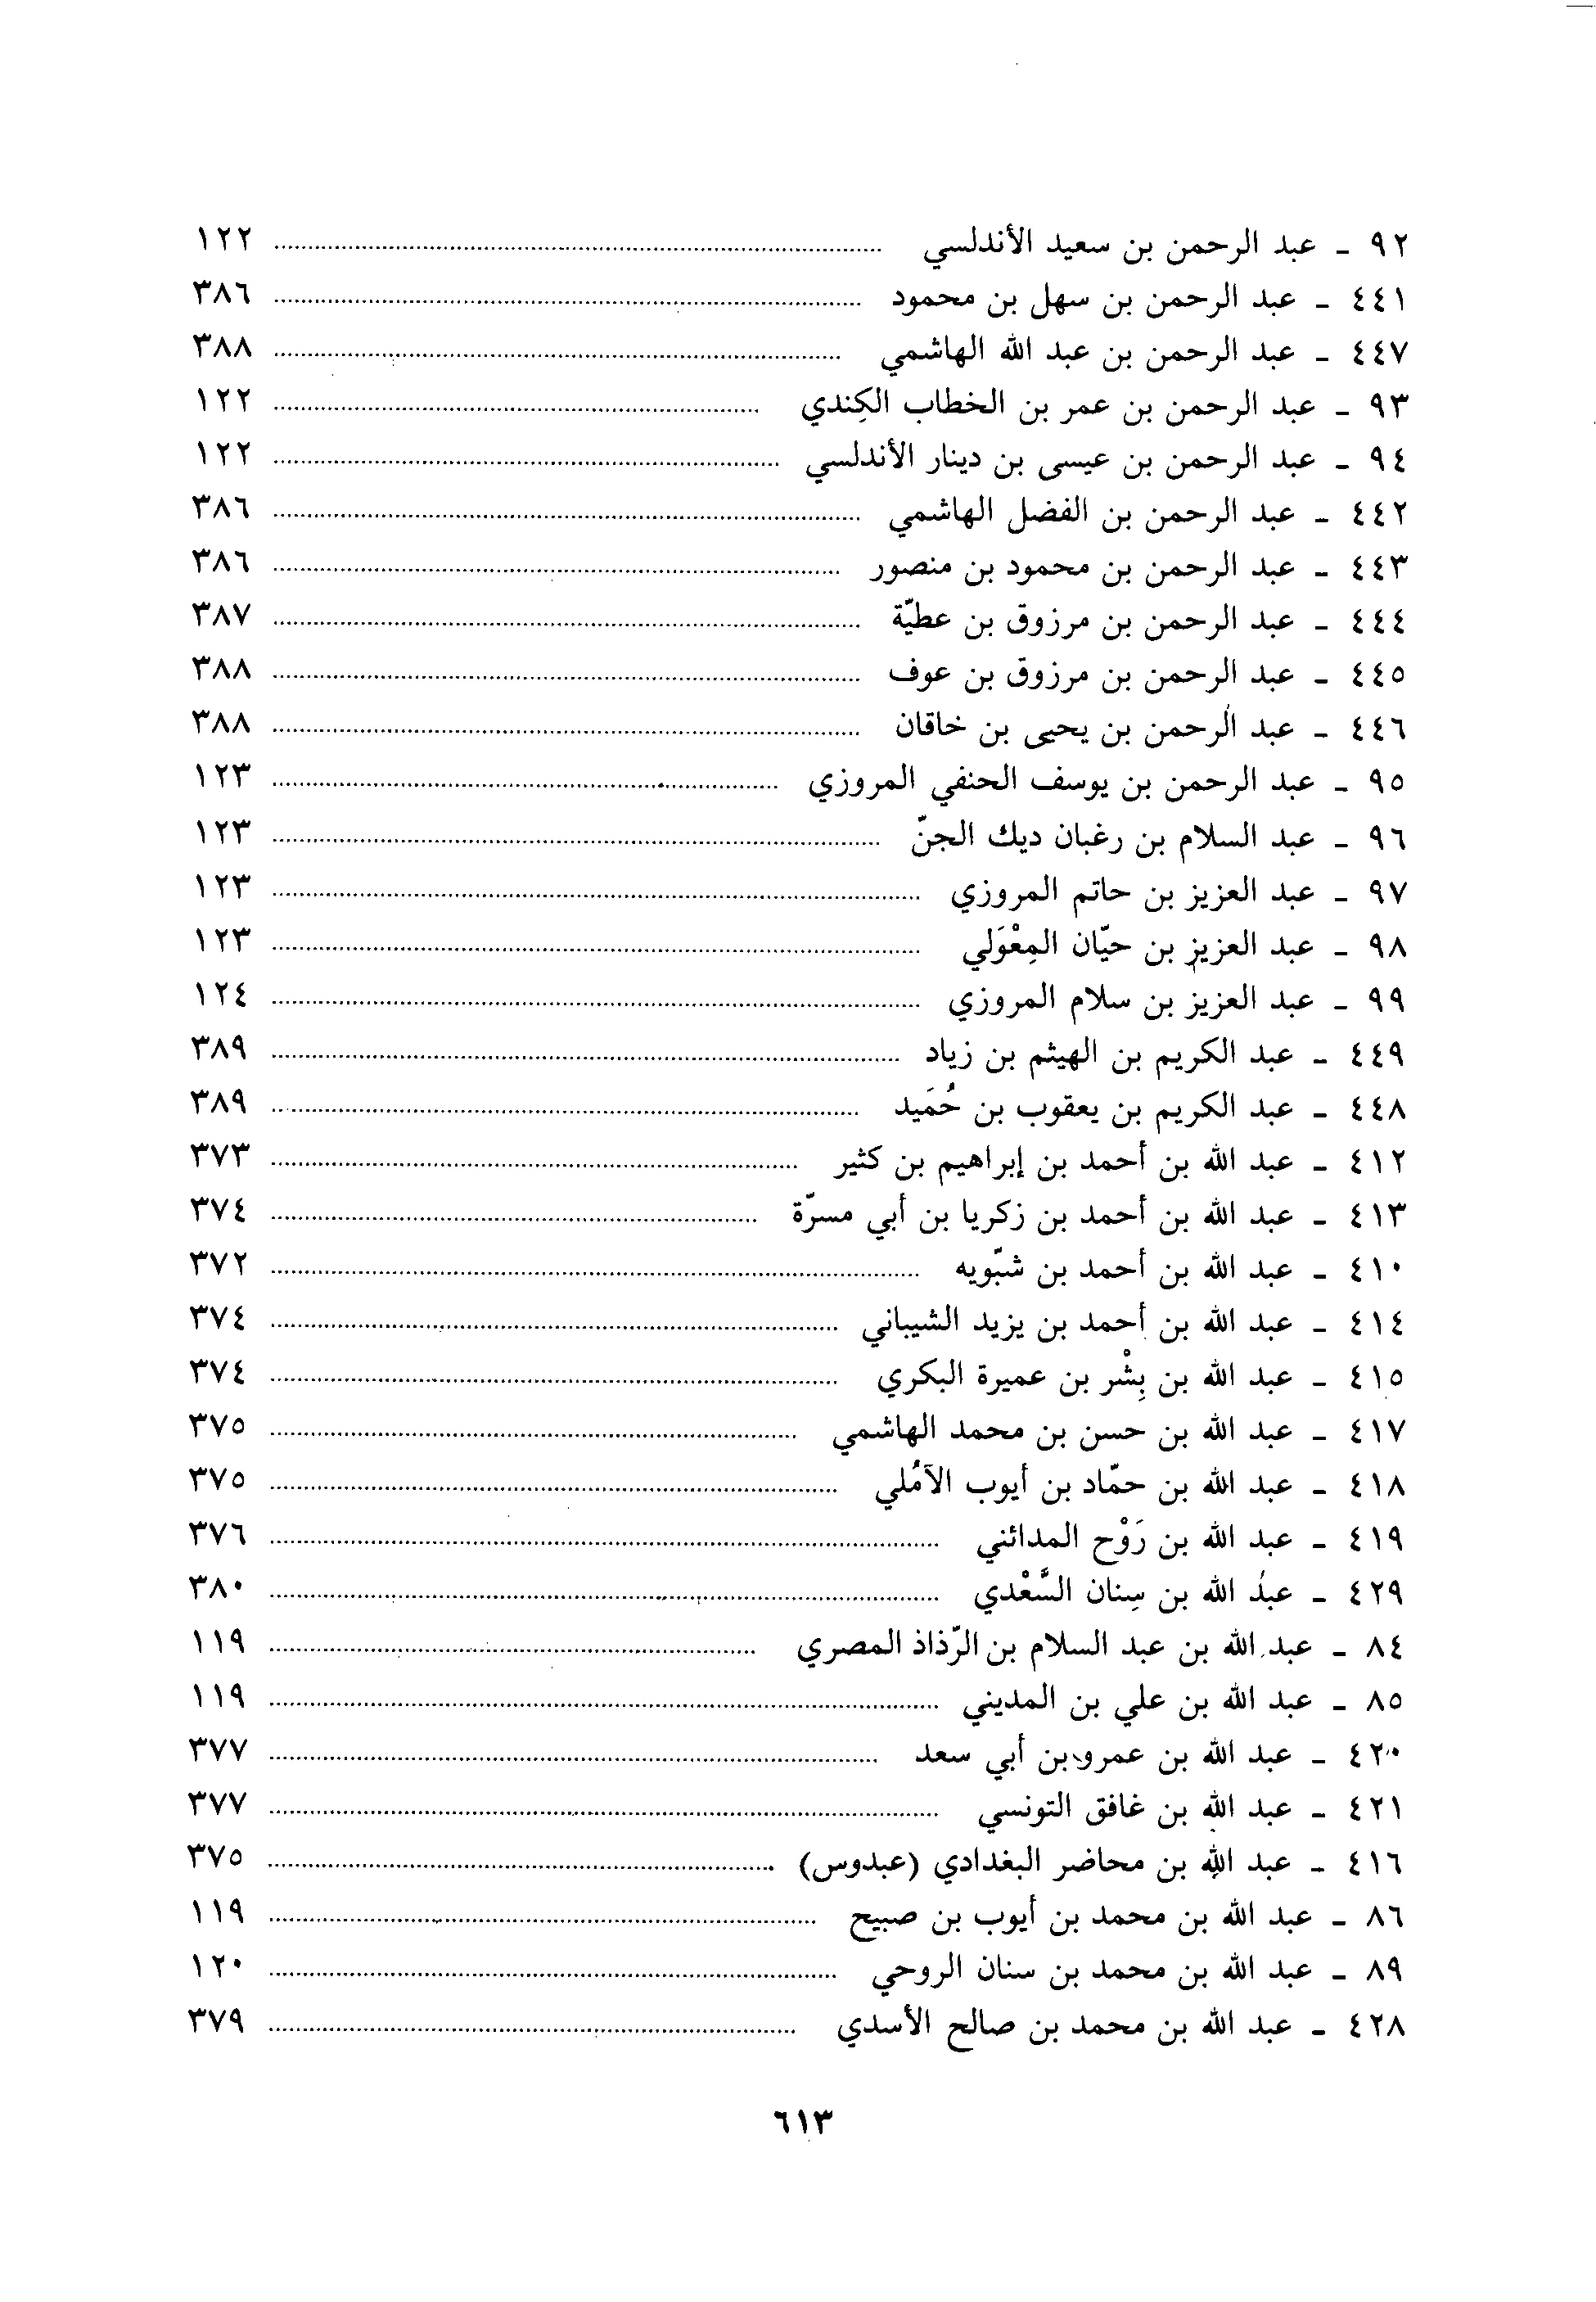 ٩٢ - عبد الرحمن بن سعيد الأندلسي ........ ١٢٢
٤٤١ - عبد الرحمن بن سهل بن محمود ........ ٣٨٦
٤٤٧ - عبد الرحمن بن عبد الله الهاشمي ........ ٣٨٨
٩٣ - عبد الرحمن بن عمر بن الخطاب الكِندي ........ ١٢٢
٩٤ - عبد الرحمن بن عيسى بن دينار الأندلسي ........ ١٢٢
٤٤٢ - عبد الرحمن بن الفضل الهاشمي ........ ٣٨٦
٤٤٣ - عبد الرحمن بن محمود بن منصور ........ ٣٨٦
٤٤٤ - عبد الرحمن بن مرزوق بن عطيّة ........ ٣٨٧
٤٤٥ - عبد الرحمن بن مرزوق بن عوف ........ ٣٨٨
٤٤٦ - عبد الرحمن بن يحيى بن خاقان ........ ٣٨٨
٩٥ - عبد الرحمن بن يوسف الحنفي المروزي ........ ١٢٣
٩٦ - عبد السلام بن رغبان ديك الجنّ ........ ١٢٣
٩٧ - عبد العزيز بن حاتم المروزي ........ ١٢٣
٩٨ - عبد العزيز بن حيّان المِعْوَلي ........ ١٢٣
٩٩ - عبد العزيز بن سلام المروزي ........ ١٢٤
٤٤٩ - عبد الكريم بن الهيثم بن زياد ........ ٣٨٩
٤٤٨ - عبد الكريم بن يعقوب بن حُمَيد ........ ٣٨٩
٤١٢ - عبد الله بن أحمد بن إبراهيم بن كثير ........ ٣٧٣
٤١٣ - عبد الله بن أحمد بن زكريا بن أبي مسرّة ........ ٣٧٤
٤١٠ - عبد الله بن أحمد بن شبّويه ........ ٣٧٢
٤١٤ - عبد الله بن أحمد بن يزيد الشيباني ........ ٣٧٤
٤١٥ - عبد الله بن بِشْر بن عميرة البكري ........ ٣٧٤
٤١٧ - عبد الله بن حسن بن محمد الهاشمي ........ ٣٧٥
٤١٨ - عبد الله بن حمّاد بن أيوب الآمُلي ........ ٣٧٥
٤١٩ - عبد الله بن رَوْح المدائني ........ ٣٧٦
٤٢٩ - عبد الله بن سِنان السَّعْدي ........ ٣٨٠
٨٤ - عبد الله بن عبد السلام بن الرّذاذ المصري ........ ١١٩
٨٥ - عبد الله بن علي بن المديني ........ ١١٩
٤٢٠ - عبد الله بن عمرو بن أبي سعد ........ ٣٧٧
٤٢١ - عبد الله بن غافق التونسي ........ ٣٧٧
٤١٦ - عبد الله بن محاضر البغدادي (عبدوس) ........ ٣٧٥
٨٦ - عبد الله بن محمد بن أيوب بن صبيح ........ ١١٩
٨٩ - عبد الله بن محمد بن سنان الروحي ........ ١٢٠
٤٢٨ - عبد الله بن محمد بن صالح الأسدي ........ ٣٧٩
٦١٣